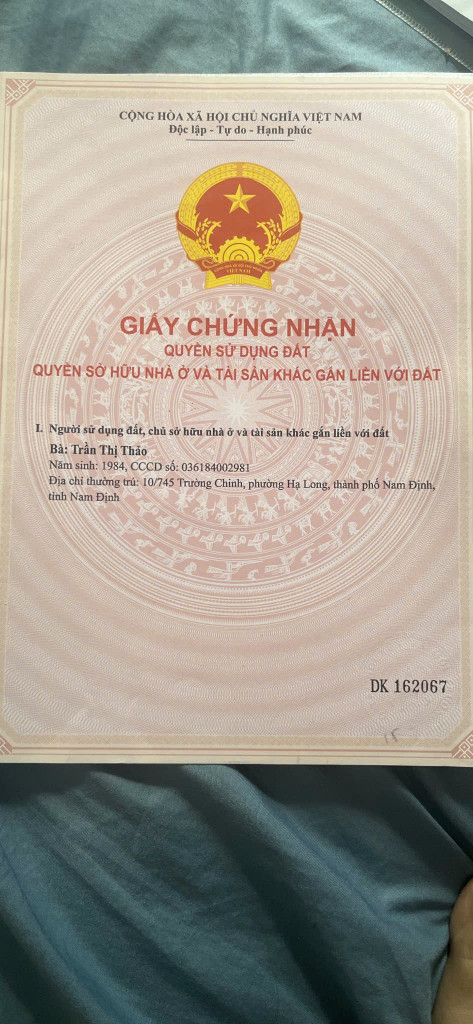 CỘNG HÒA XÃ HỘI CHỦ NGHĨA VIỆT NAM
Độc lập - Tự do - Hạnh phúc
VIỆT NAM
GIẤY CHỨNG NHẬN
QUYỀN SỬ DỤNG ĐẤT
QUYỀN SỞ HỮU NHÀ Ở VÀ TÀI SẢN KHÁC GẮN LIỀN VỚI ĐẤT
I. Người sử dụng đất, chủ sở hữu nhà ở và tài sản khác gắn liền với đất
Bà: Trần Thị Thảo
Năm sinh: 1984, CCCD số: 036184002981
Địa chỉ thường trú: 10/745 Trường Chinh, phường Hạ Long, thành phố Nam Định,
tỉnh Nam Định
DK 162067